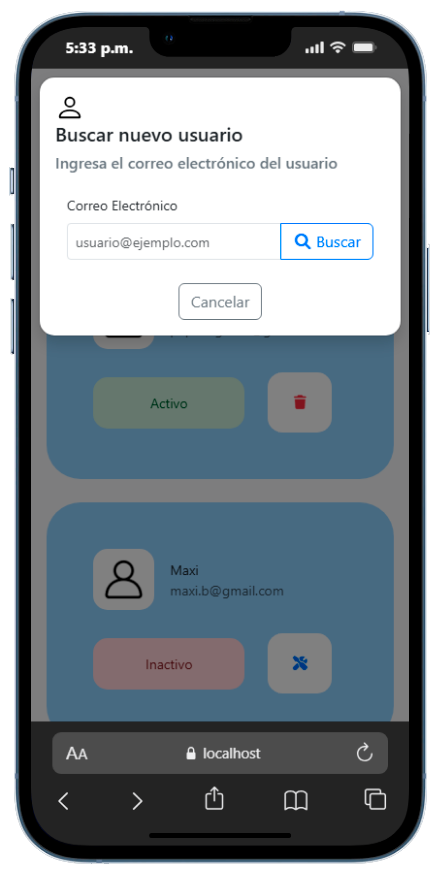 5:33 p.m.
Buscar nuevo usuario
Ingresa el correo electrónico del usuario
Correo Electrónico
usuario@ejemplo.com
Buscar
Cancelar
Activo
Maxi
maxi.b@gmail.com
Inactivo
AA
localhost